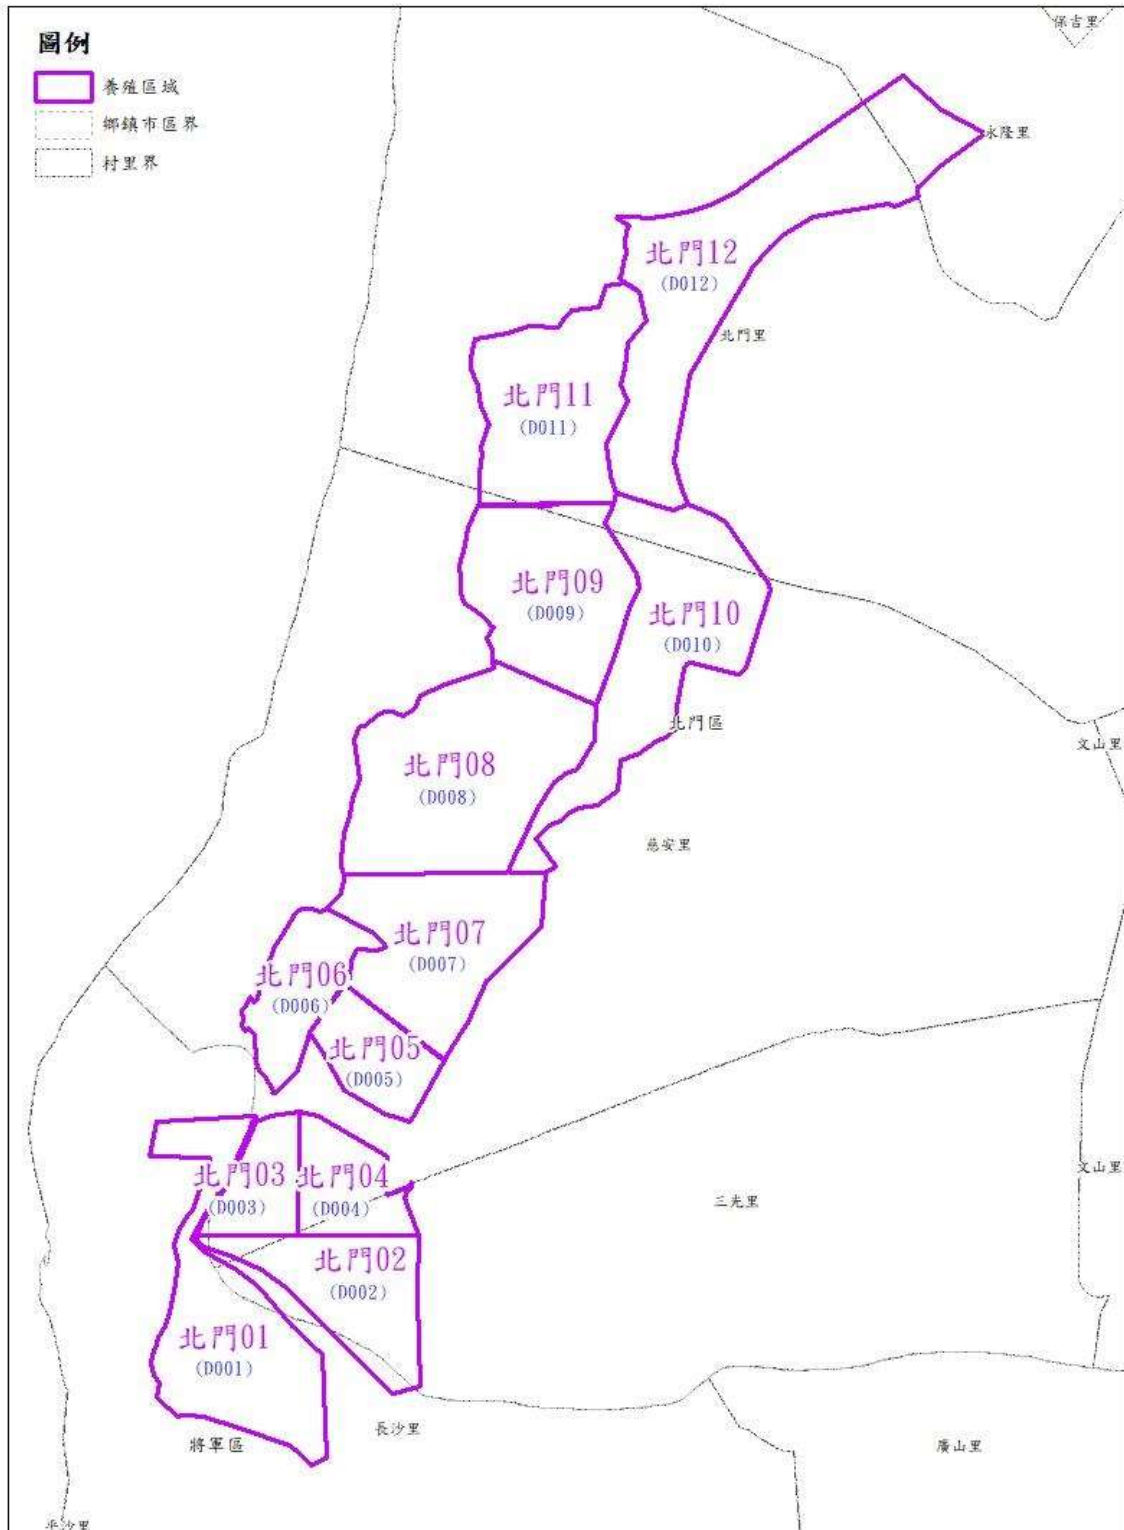 圖例
養殖區域
鄉鎮市區界
村里界
保吉里
永隆里
北門12
(D012)
北門里
北門11
(D011)
北門09
(D009)
北門10
(D010)
北門區
文山里
北門08
(D008)
慈安里
北門07
(D007)
北門06
(D006)
北門05
(D005)
北門03
(D003)
北門04
(D004)
文山里
三光里
北門02
(D002)
北門01
(D001)
長沙里
將軍區
廣山里
平沙里